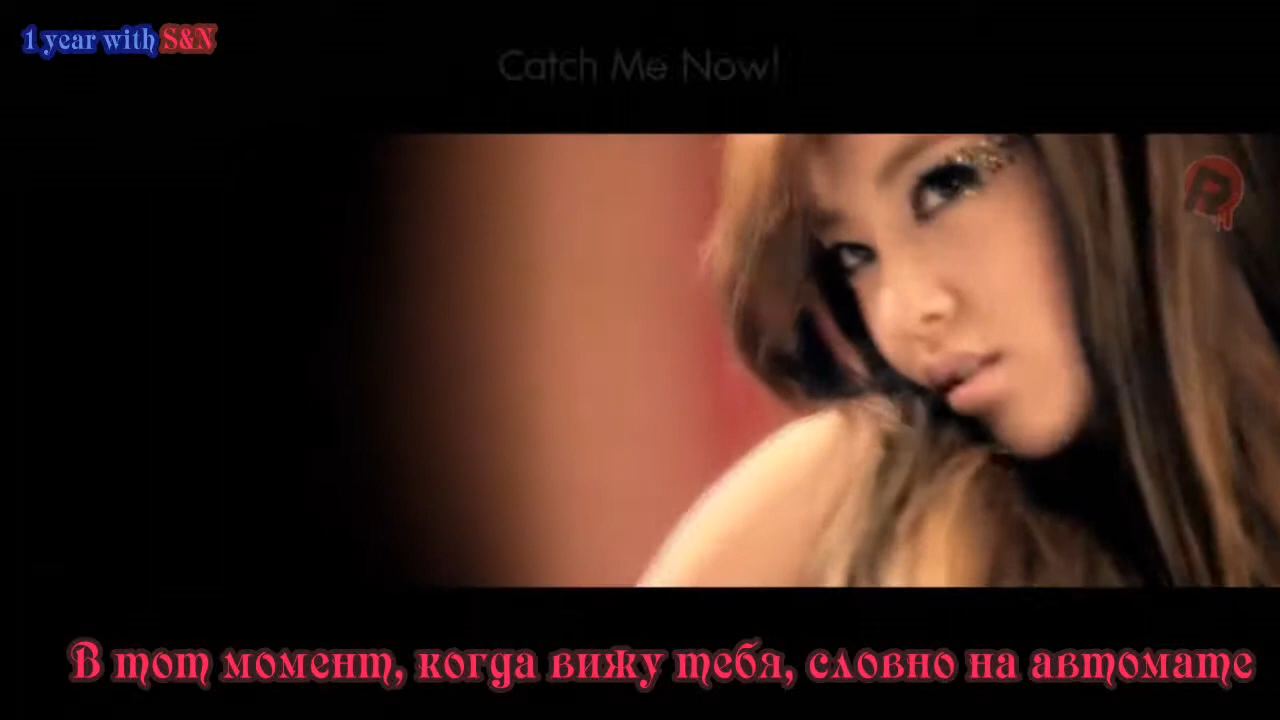 1 year with S&N
Catch Me Now!
В тот момент, когда вижу тебя, словно на автомате